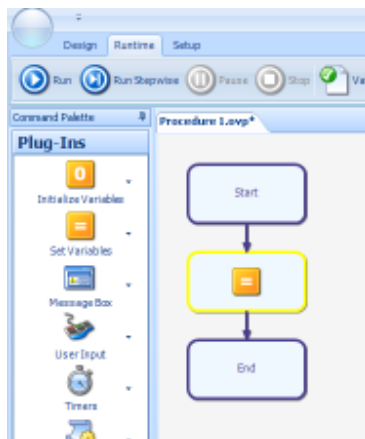 Design Runtime Setup
Run Run Stepwise Pause Stop
Command Palette
Procedure 1.ovp*
Plug-Ins
0
Initialize Variables
=
Set Variables
Message Box
User Input
Timers
Start
=
End